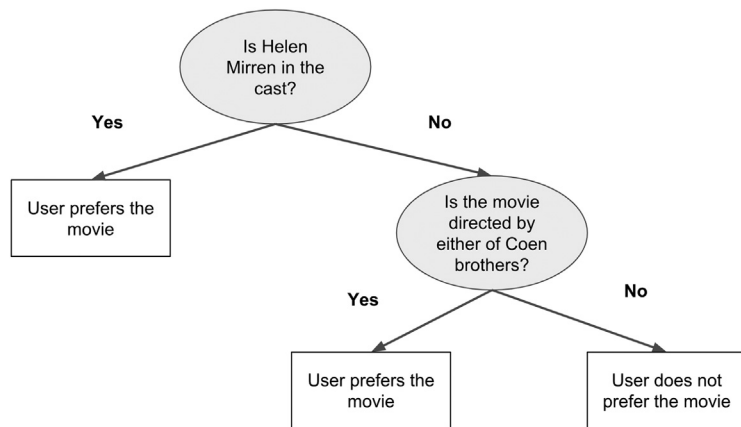 Is Helen
Mirren in the
cast?
Yes
No
User prefers the
movie
Is the movie
directed by
either of Coen
brothers?
Yes
No
User prefers the
movie
User does not
prefer the movie